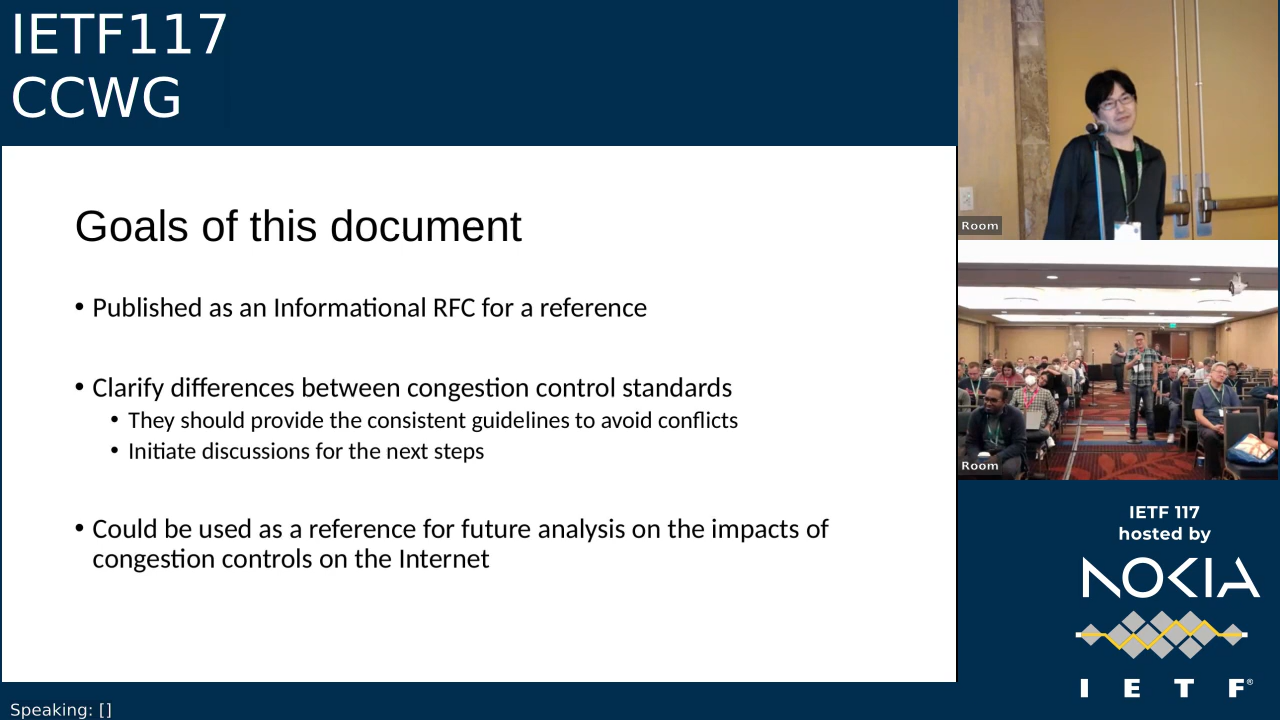 IETF117
CCWG
Goals of this document
• Published as an Informational RFC for a reference
• Clarify differences between congestion control standards
• They should provide the consistent guidelines to avoid conflicts
• Initiate discussions for the next steps
• Could be used as a reference for future analysis on the impacts of
congestion controls on the Internet
Room
Room
IETF 117
hosted by
NOKIA
I E T F®
Speaking: []